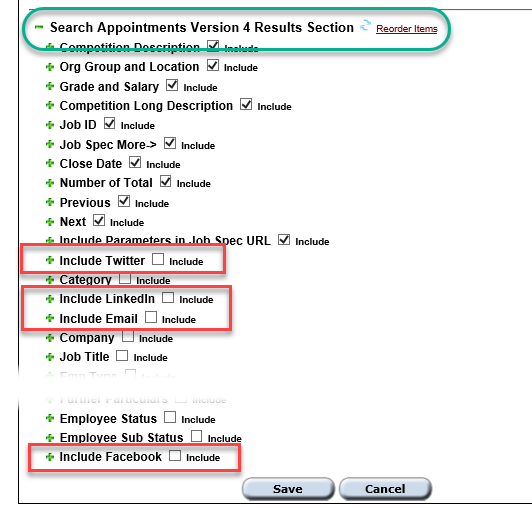 Search Appointments Version 4 Results Section Reorder Items
Competition Description Include
Org Group and Location Include
Grade and Salary Include
Competition Long Description Include
Job ID Include
Job Spec More-> Include
Close Date Include
Number of Total Include
Previous Include
Next Include
Include Parameters in Job Spec URL Include
Include Twitter Include
Category Include
Include LinkedIn Include
Include Email Include
Company Include
Job Title Include
Emp Type Include
Further Particulars Include
Employee Status Include
Employee Sub Status Include
Include Facebook Include
Save Cancel